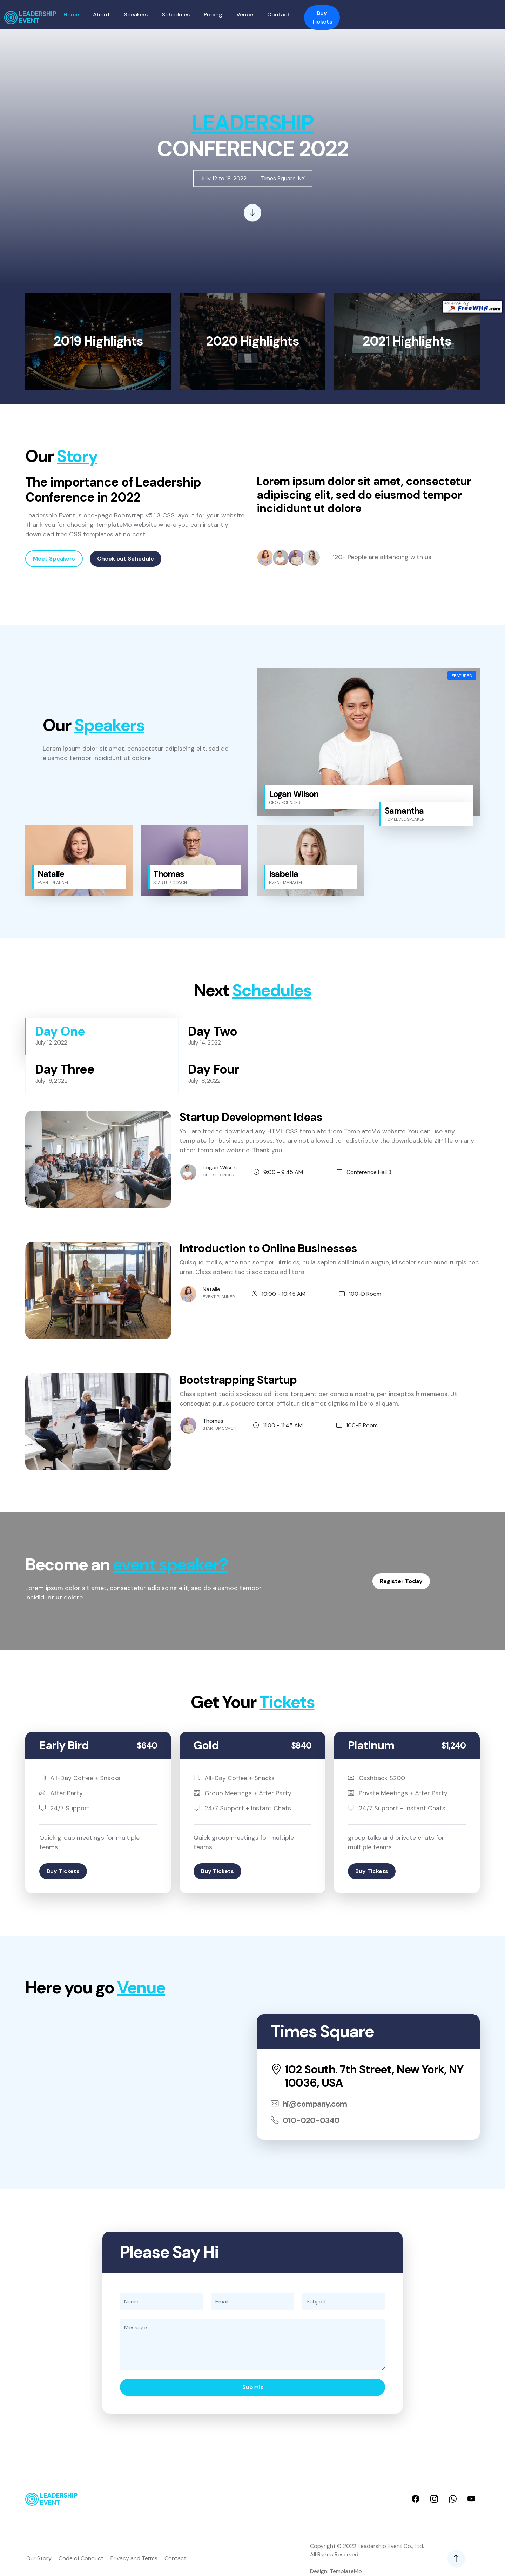 LEADERSHIP
EVENT
Home
About
Speakers
Schedules
Pricing
Venue
Contact
Buy
Tickets
LEADERSHIP
CONFERENCE 2022
July 12 to 18, 2022
Times Square, NY
powered by
FreeWHA.com
2019 Highlights
2020 Highlights
2021 Highlights
Our Story
The importance of Leadership
Conference in 2022
Leadership Event is one-page Bootstrap v5.1.3 CSS layout for your website.
Thank you for choosing TemplateMo website where you can instantly
download free CSS templates at no cost.
Meet Speakers
Check out Schedule
Lorem ipsum dolor sit amet, consectetur
adipiscing elit, sed do eiusmod tempor
incididunt ut dolore
120+ People are attending with us
Our Speakers
Lorem ipsum dolor sit amet, consectetur adipiscing elit, sed do
eiusmod tempor incididunt ut dolore
FEATURED
Logan Wilson
CEO / FOUNDER
Samantha
TOP LEVEL SPEAKER
Natalie
EVENT PLANNER
Thomas
STARTUP COACH
Isabella
EVENT MANAGER
Next Schedules
Day One
July 12, 2022
Day Two
July 14, 2022
Day Three
July 16, 2022
Day Four
July 18, 2022
Startup Development Ideas
You are free to download any HTML CSS template from TemplateMo website. You can use any
template for business purposes. You are not allowed to redistribute the downloadable ZIP file on any
other template website. Thank you.
Logan Wilson
CEO / FOUNDER
9:00 - 9:45 AM
Conference Hall 3
Introduction to Online Businesses
Quisque mollis, ante non semper ultricies, nulla sapien sollicitudin augue, id scelerisque nunc turpis nec
urna. Class aptent taciti sociosqu ad litora.
Natalie
EVENT PLANNER
10:00 - 10:45 AM
100-D Room
Bootstrapping Startup
Class aptent taciti sociosqu ad litora torquent per conubia nostra, per inceptos himenaeos. Ut
consequat purus posuere tortor efficitur, sit amet dignissim libero aliquam.
Thomas
STARTUP COACH
11:00 - 11:45 AM
100-B Room
Become an event speaker?
Lorem ipsum dolor sit amet, consectetur adipiscing elit, sed do eiusmod tempor
incididunt ut dolore
Register Today
Get Your Tickets
Early Bird
$640
All-Day Coffee + Snacks
After Party
24/7 Support
Quick group meetings for multiple
teams
Buy Tickets
Gold
$840
All-Day Coffee + Snacks
Group Meetings + After Party
24/7 Support + Instant Chats
Quick group meetings for multiple
teams
Buy Tickets
Platinum
$1,240
Cashback $200
Private Meetings + After Party
24/7 Support + Instant Chats
group talks and private chats for
multiple teams
Buy Tickets
Here you go Venue
Times Square
102 South. 7th Street, New York, NY
10036, USA
hi@company.com
010-020-0340
Please Say Hi
Name
Email
Subject
Message
Submit
LEADERSHIP
EVENT
Our Story
Code of Conduct
Privacy and Terms
Contact
Copyright © 2022 Leadership Event Co., Ltd.
All Rights Reserved.
Design: TemplateMo